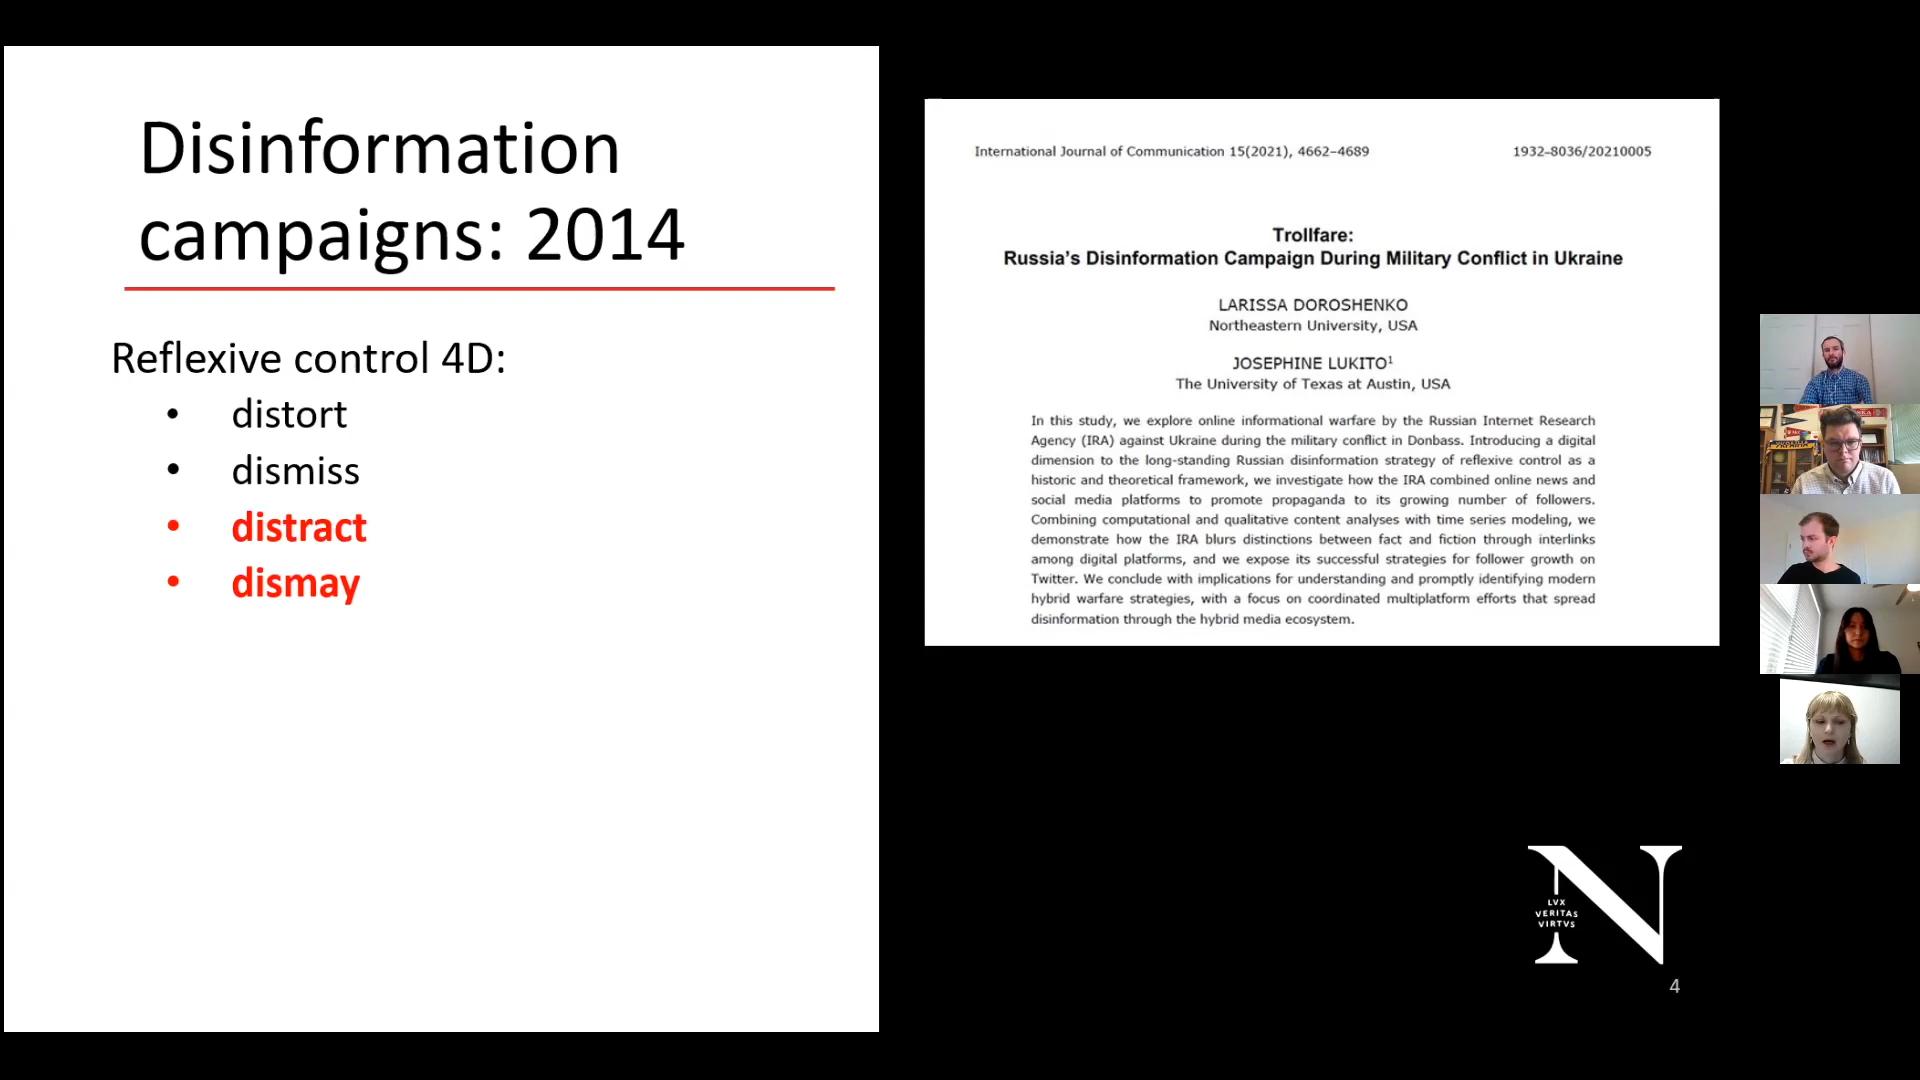 Disinformation
campaigns: 2014
Reflexive control 4D:
• distort
• dismiss
• distract
• dismay
International Journal of Communication 15(2021), 4662–4689 1932–8036/20210005
Trollfare:
Russia’s Disinformation Campaign During Military Conflict in Ukraine
LARISSA DOROSHENKO
Northeastern University, USA
JOSEPHINE LUKITO¹
The University of Texas at Austin, USA
In this study, we explore online informational warfare by the Russian Internet Research
Agency (IRA) against Ukraine during the military conflict in Donbass. Introducing a digital
dimension to the long-standing Russian disinformation strategy of reflexive control as a
historic and theoretical framework, we investigate how the IRA combined online news and
social media platforms to promote propaganda to its growing number of followers.
Combining computational and qualitative content analyses with time series modeling, we
demonstrate how the IRA blurs distinctions between fact and fiction through interlinks
among digital platforms, and we expose its successful strategies for follower growth on
Twitter. We conclude with implications for understanding and promptly identifying modern
hybrid warfare strategies, with a focus on coordinated multiplatform efforts that spread
disinformation through the hybrid media ecosystem.
N
LVX
VERITAS
VIRTVS
4